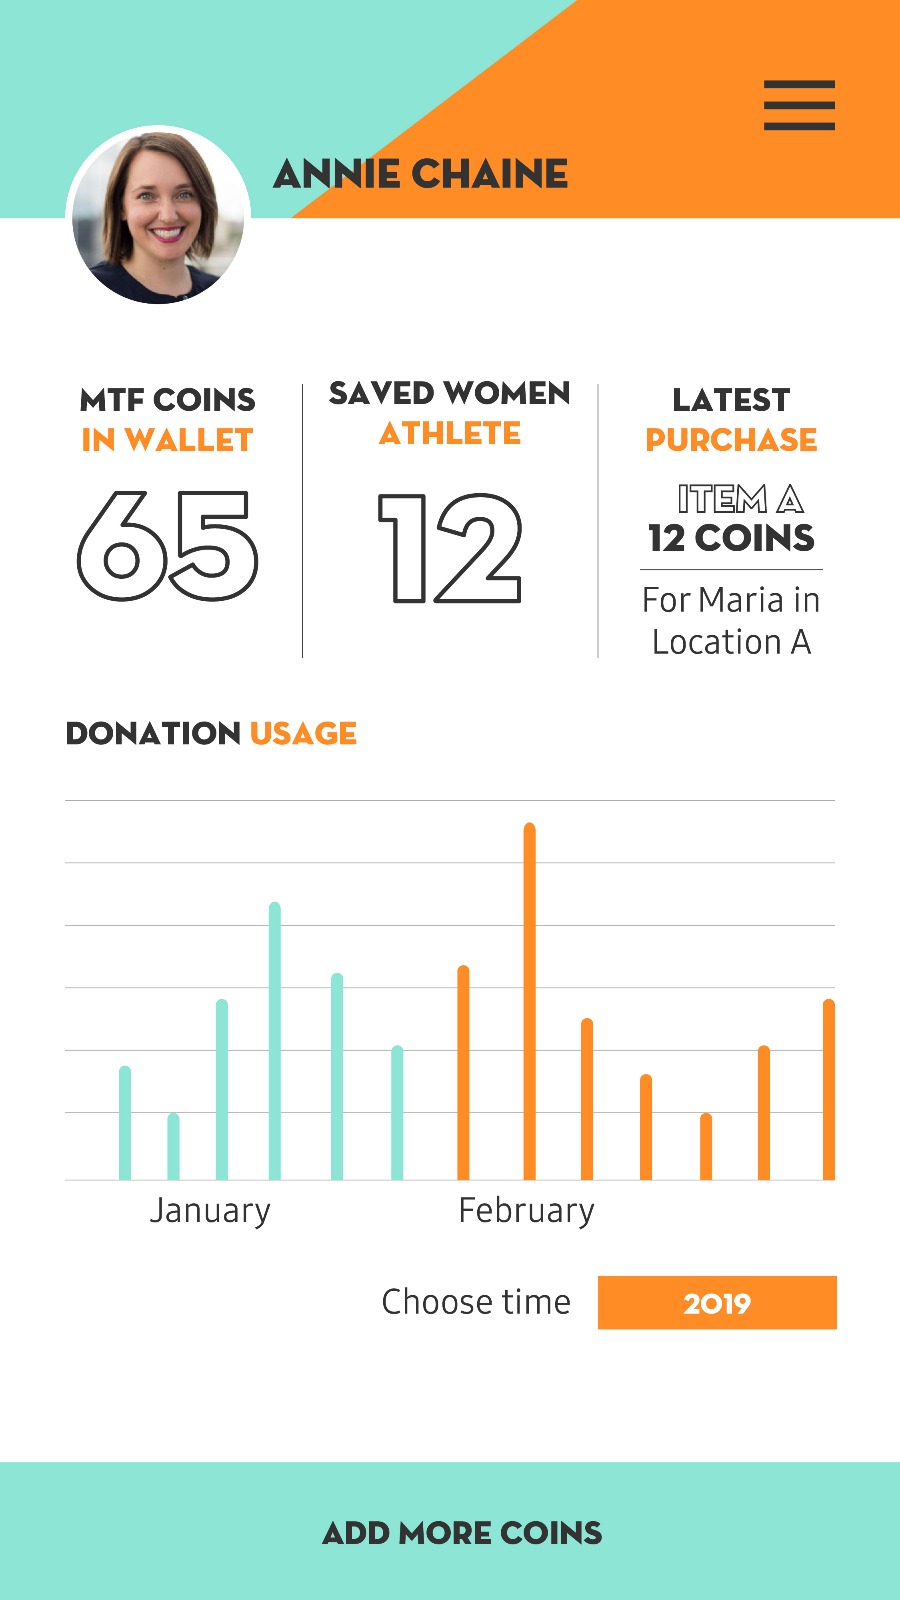 ANNIE CHAINE
MTF COINS
IN WALLET
65
SAVED WOMEN
ATHLETE
12
LATEST
PURCHASE
ITEM A
12 COINS
For Maria in
Location A
DONATION USAGE
January
February
Choose time
2019
ADD MORE COINS